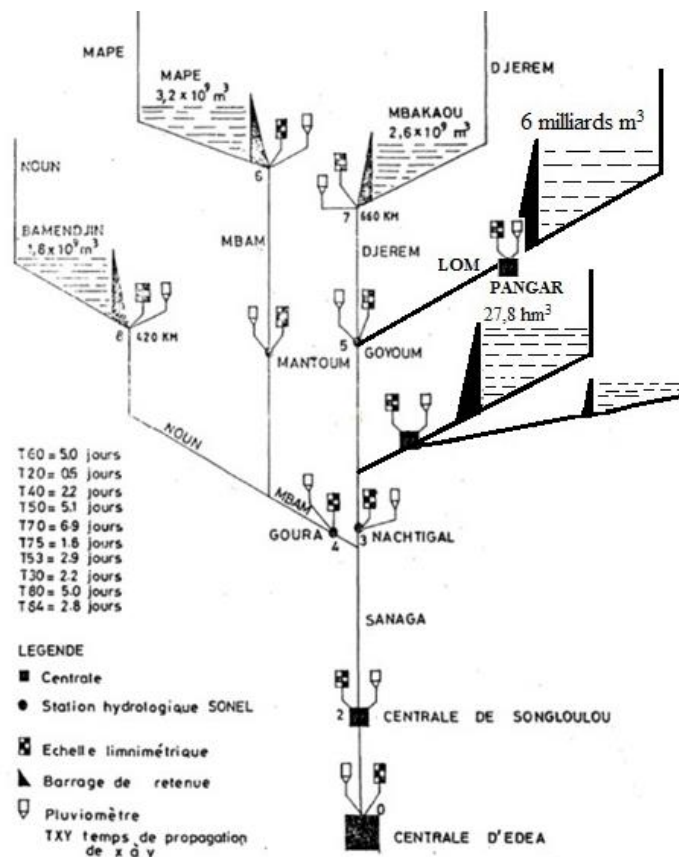 MAPE
MAPE
3,2 x 10⁹ m³
DJEREM
MBAKAOU
2,6 x 10⁹ m³
6 milliards m³
NOUN
BAMENDJIN
1,8 x 10⁹ m³
6
7
660 KM
MBAM
DJEREM
LOM
PANGAR
27,8 hm³
8
420 KM
MANTOUM
5
GOYOUM
NOUN
MBAM
GOURA
4
3
NACHTIGAL
T60 = 5.0 jours
T20 = 0.5 jours
T40 = 2.2 jours
T50 = 5.1 jours
T70 = 6.9 jours
T75 = 1.6 jours
T53 = 2.9 jours
T30 = 2.2 jours
T80 = 5.0 jours
T84 = 2.8 jours
SANAGA
LEGENDE
Centrale
Station hydrologique SONEL
Echelle limnimétrique
Barrage de retenue
Pluviomètre
TXY temps de propagation
de x à y
2
CENTRALE DE SONGLOULOU
0
CENTRALE D'EDEA